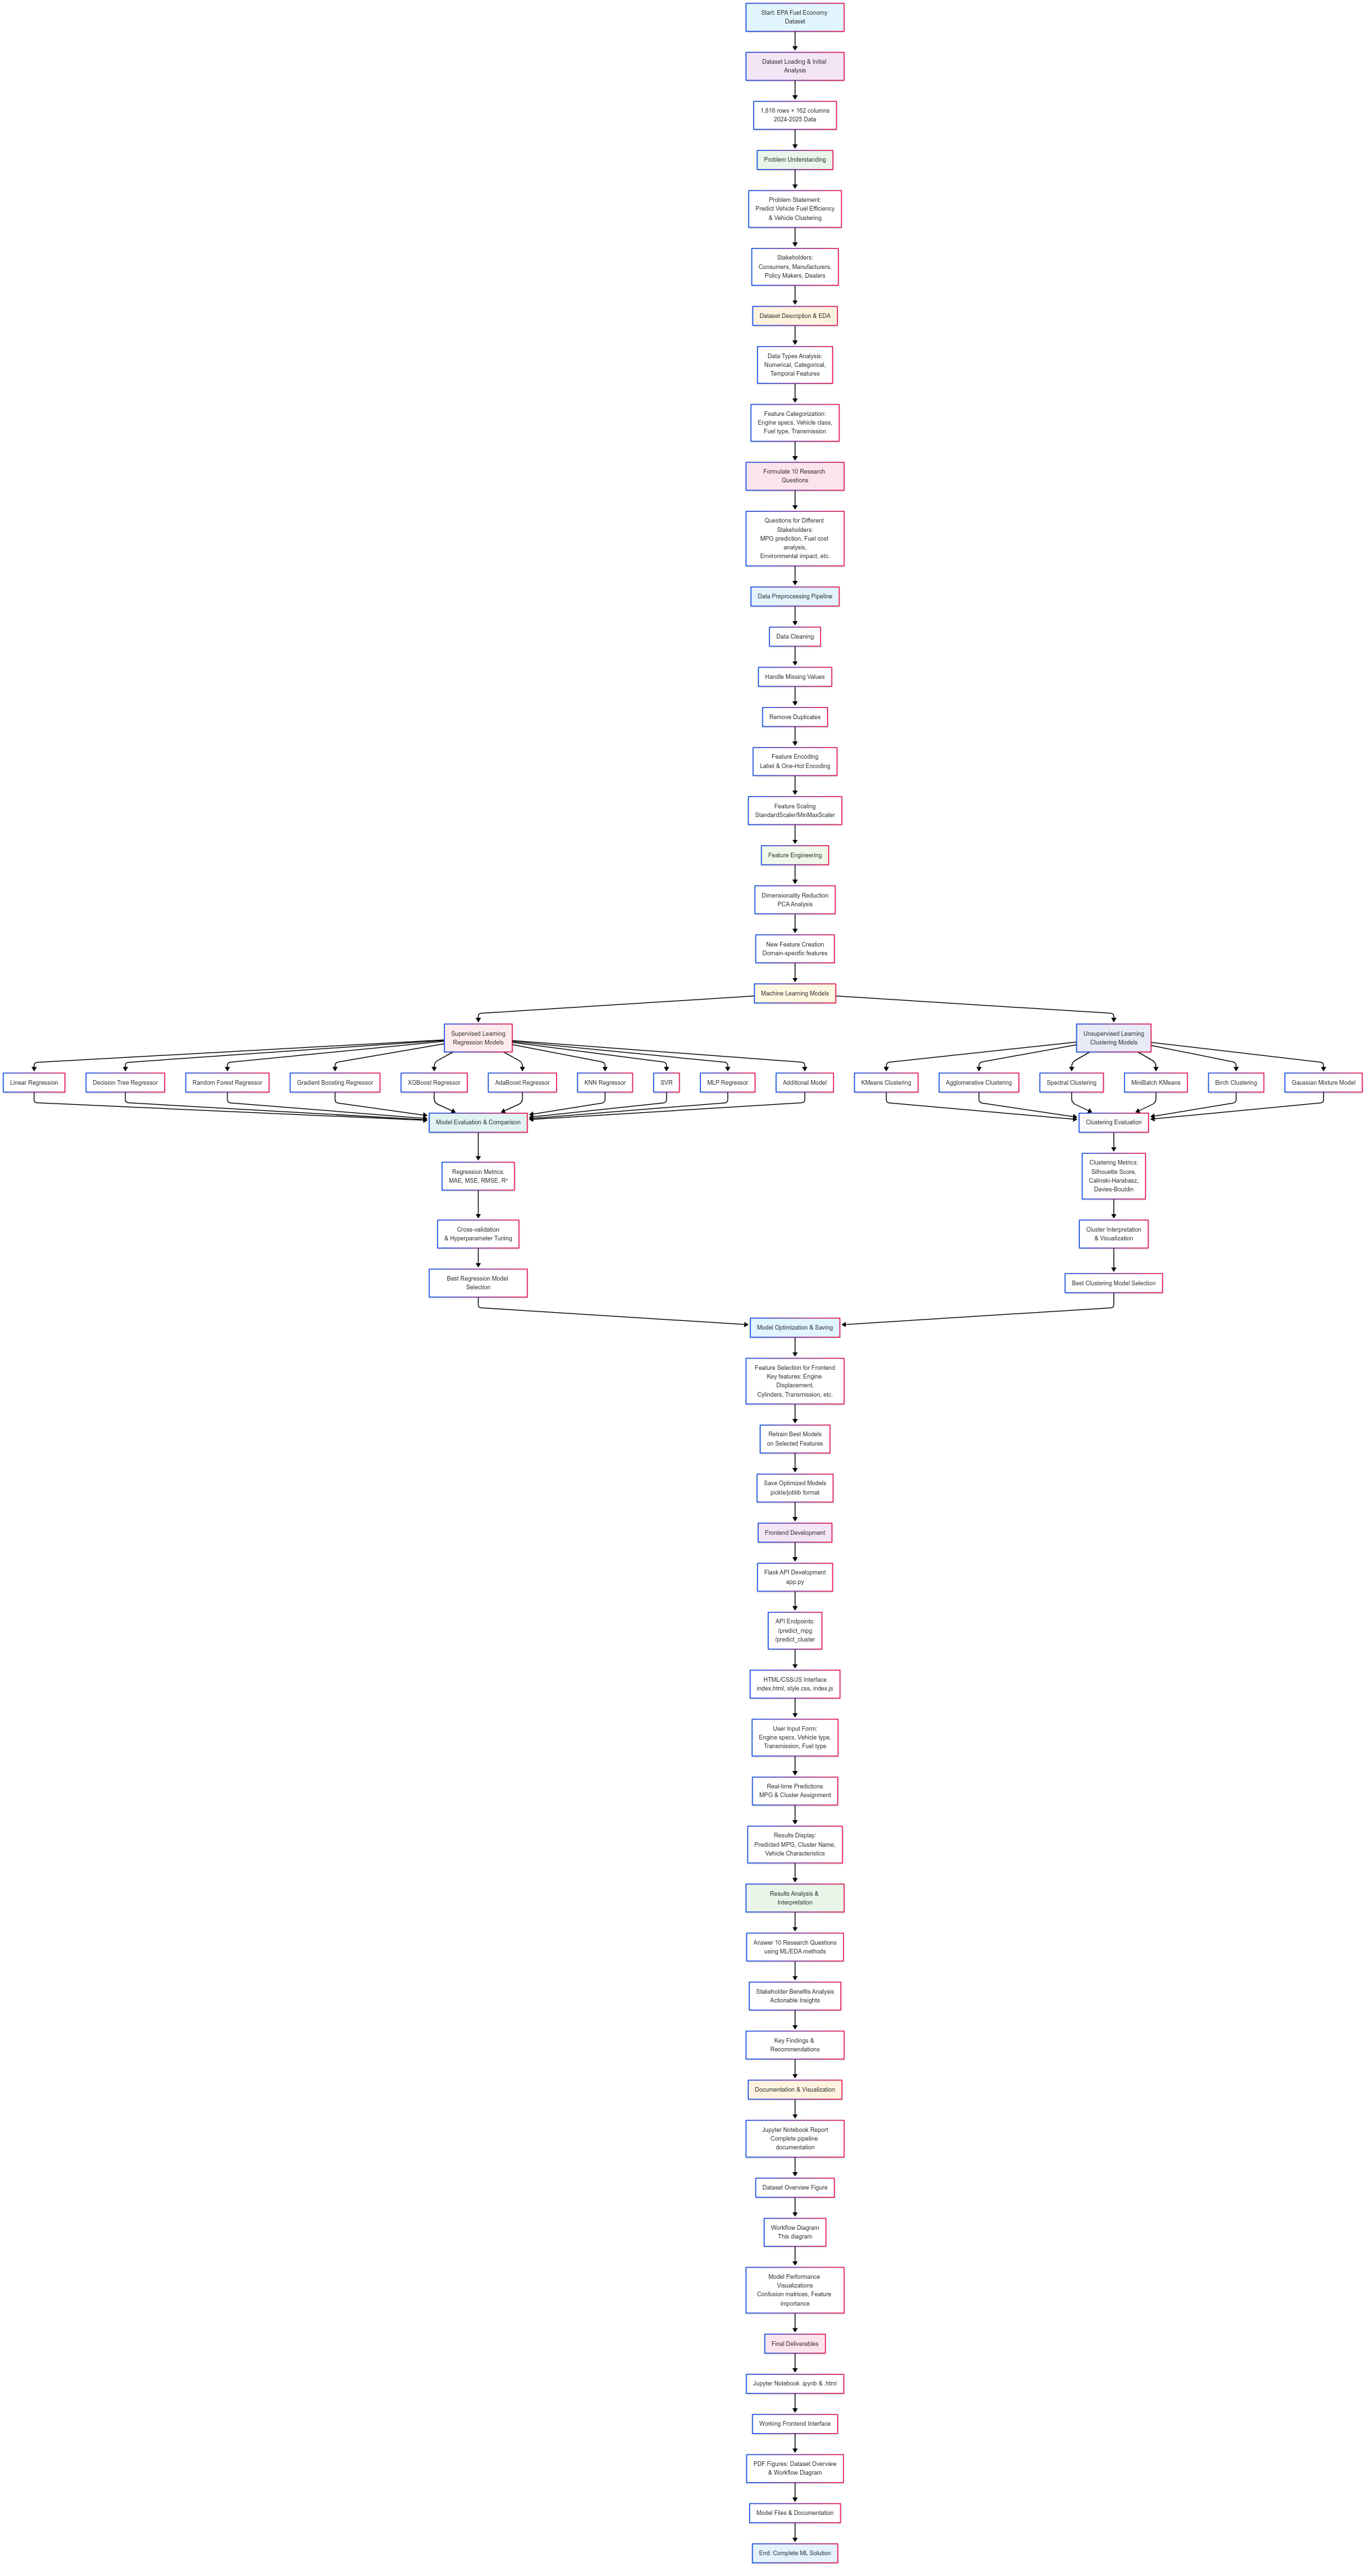 Start: EPA Fuel Economy
Dataset
Dataset Loading & Initial
Analysis
1,816 rows × 162 columns
2024-2025 Data
Problem Understanding
Problem Statement:
Predict Vehicle Fuel Efficiency
& Vehicle Clustering
Stakeholders:
Consumers, Manufacturers,
Policy Makers, Dealers
Dataset Description & EDA
Data Types Analysis:
Numerical, Categorical,
Temporal Features
Feature Categorization:
Engine specs, Vehicle class,
Fuel type, Transmission
Formulate 10 Research
Questions
Questions for Different
Stakeholders:
MPG prediction, Fuel cost
analysis,
Environmental impact, etc.
Data Preprocessing Pipeline
Data Cleaning
Handle Missing Values
Remove Duplicates
Feature Encoding
Label & One-Hot Encoding
Feature Scaling
StandardScaler/MinMaxScaler
Feature Engineering
Dimensionality Reduction
PCA Analysis
New Feature Creation
Domain-specific features
Machine Learning Models
Supervised Learning
Regression Models
Unsupervised Learning
Clustering Models
Linear Regression
Decision Tree Regressor
Random Forest Regressor
Gradient Boosting Regressor
XGBoost Regressor
AdaBoost Regressor
KNN Regressor
SVR
MLP Regressor
Additional Model
KMeans Clustering
Agglomerative Clustering
Spectral Clustering
MiniBatch KMeans
Birch Clustering
Gaussian Mixture Model
Model Evaluation & Comparison
Clustering Evaluation
Regression Metrics:
MAE, MSE, RMSE, R²
Clustering Metrics:
Silhouette Score,
Calinski-Harabasz,
Davies-Bouldin
Cross-validation
& Hyperparameter Tuning
Cluster Interpretation
& Visualization
Best Regression Model
Selection
Best Clustering Model Selection
Model Optimization & Saving
Feature Selection for Frontend
Key features: Engine
Displacement,
Cylinders, Transmission, etc.
Retrain Best Models
on Selected Features
Save Optimized Models
pickle/joblib format
Frontend Development
Flask API Development
app.py
API Endpoints:
/predict_mpg
/predict_cluster
HTML/CSS/JS Interface
index.html, style.css, index.js
User Input Form:
Engine specs, Vehicle type,
Transmission, Fuel type
Real-time Predictions
MPG & Cluster Assignment
Results Display:
Predicted MPG, Cluster Name,
Vehicle Characteristics
Results Analysis &
Interpretation
Answer 10 Research Questions
using ML/EDA methods
Stakeholder Benefits Analysis
Actionable Insights
Key Findings &
Recommendations
Documentation & Visualization
Jupyter Notebook Report
Complete pipeline
documentation
Dataset Overview Figure
Workflow Diagram
This diagram
Model Performance
Visualizations
Confusion matrices, Feature
importance
Final Deliverables
Jupyter Notebook .ipynb & .html
Working Frontend Interface
PDF Figures: Dataset Overview
& Workflow Diagram
Model Files & Documentation
End: Complete ML Solution